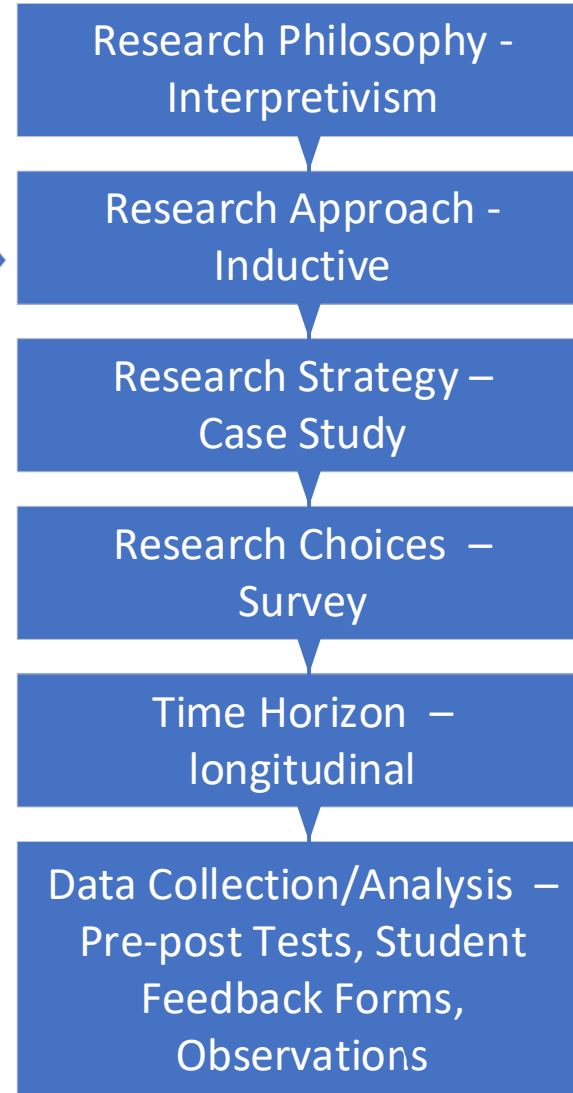 Research Philosophy -
Interpretivism
Research Approach -
Inductive
Research Strategy –
Case Study
Research Choices –
Survey
Time Horizon –
longitudinal
Data Collection/Analysis –
Pre-post Tests, Student
Feedback Forms,
Observations